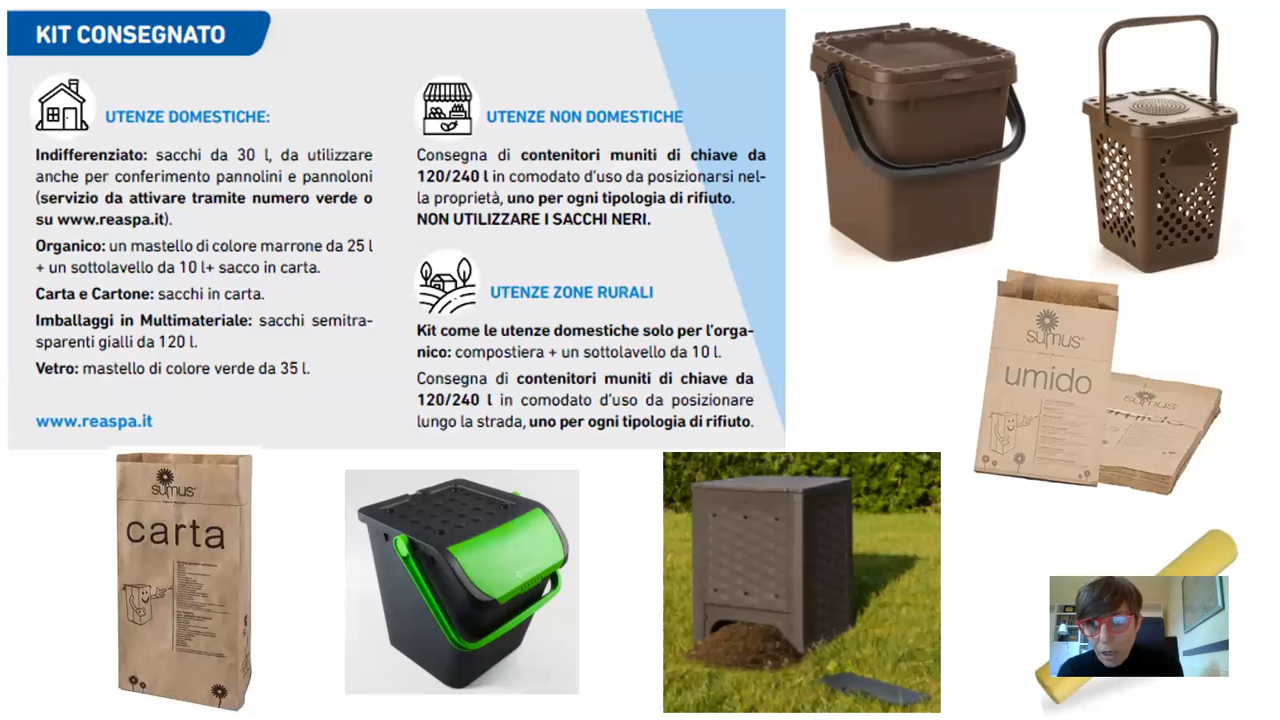 KIT CONSEGNATO
UTENZE DOMESTICHE:
Indifferenziato: sacchi da 30 l, da utilizzare
anche per conferimento pannolini e pannoloni
(servizio da attivare tramite numero verde o
su www.reaspa.it).
Organico: un mastello di colore marrone da 25 l
+ un sottolavello da 10 l+ sacco in carta.
Carta e Cartone: sacchi in carta.
Imballaggi in Multimateriale: sacchi semitra-
sparenti gialli da 120 l.
Vetro: mastello di colore verde da 35 l.
www.reaspa.it
UTENZE NON DOMESTICHE
Consegna di contenitori muniti di chiave da
120/240 l in comodato d'uso da posizionarsi nel-
la proprietà, uno per ogni tipologia di rifiuto.
NON UTILIZZARE I SACCHI NERI.
UTENZE ZONE RURALI
Kit come le utenze domestiche solo per l'orga-
nico: compostiera + un sottolavello da 10 l.
Consegna di contenitori muniti di chiave da
120/240 l in comodato d'uso da posizionare
lungo la strada, uno per ogni tipologia di rifiuto.
sumus
umido
sumus
umido
sumus
carta